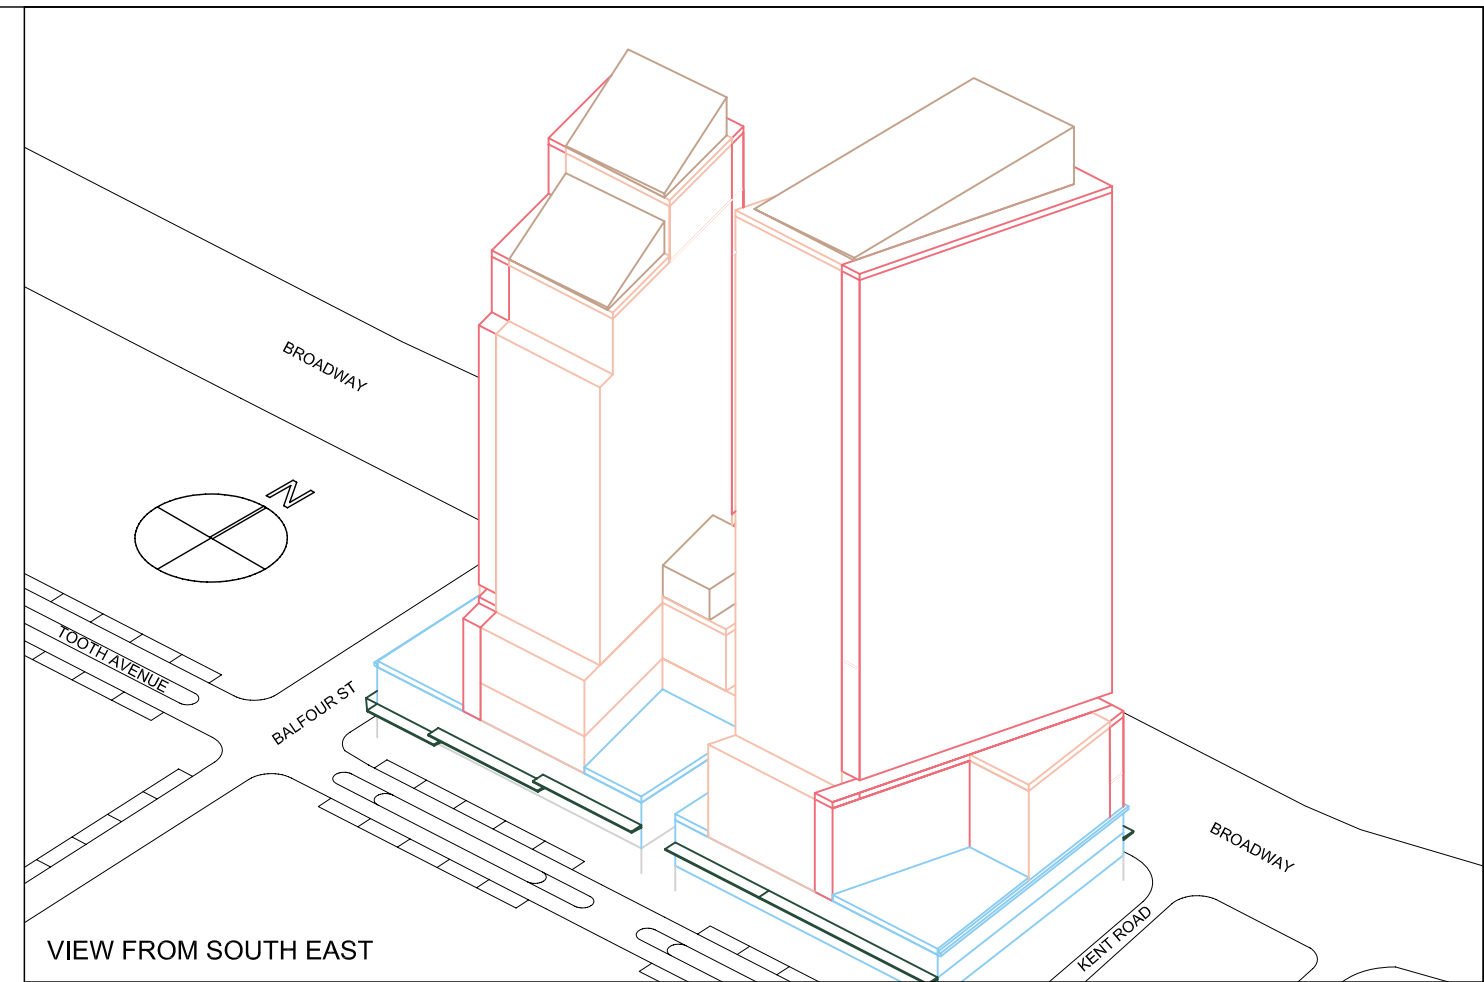 BROADWAY
N
TOOTH AVENUE
BALFOUR ST
BROADWAY
KENT ROAD
VIEW FROM SOUTH EAST